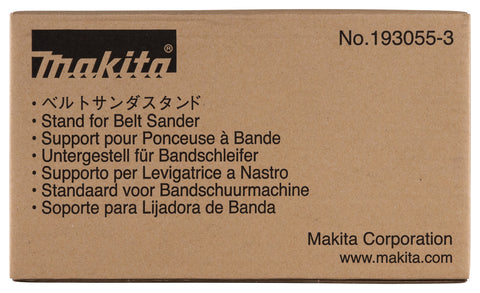 makita®
No.193055-3
・ベルトサンダスタンド
・Stand for Belt Sander
・Support pour Ponceuse à Bande
・Untergestell für Bandschleifer
・Supporto per Levigatrice a Nastro
・Standaard voor Bandschuurmachine
・Soporte para Lijadora de Banda
Makita Corporation
www.makita.com